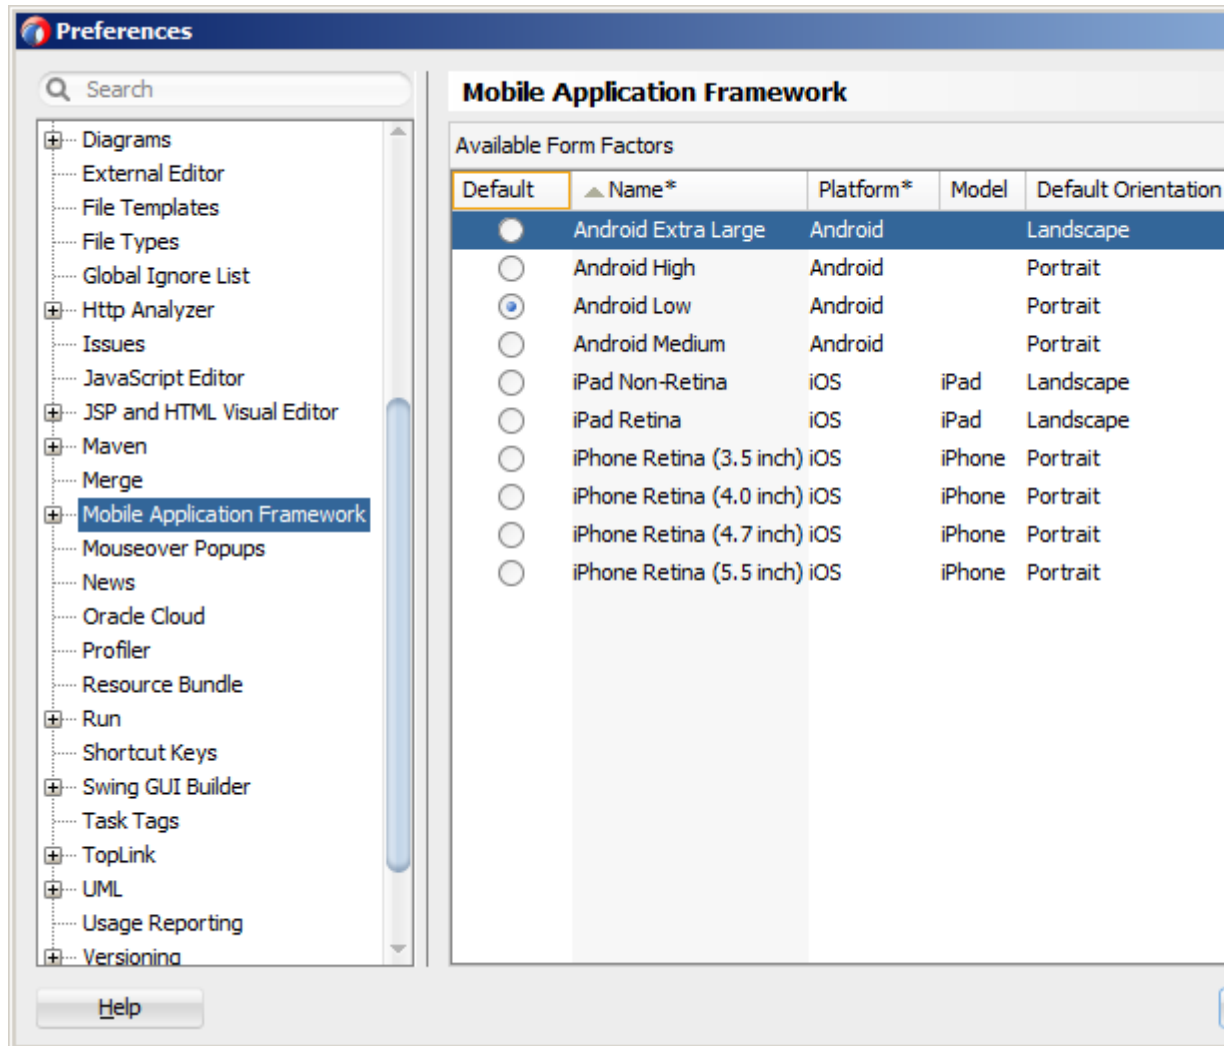 Preferences
Search
Diagrams
External Editor
File Templates
File Types
Global Ignore List
Http Analyzer
Issues
JavaScript Editor
JSP and HTML Visual Editor
Maven
Merge
Mobile Application Framework
Mouseover Popups
News
Oracle Cloud
Profiler
Resource Bundle
Run
Shortcut Keys
Swing GUI Builder
Task Tags
TopLink
UML
Usage Reporting
Versioning
Help
Mobile Application Framework
Available Form Factors
Default Name* Platform* Model Default Orientation
Android Extra Large Android Landscape
Android High Android Portrait
Android Low Android Portrait
Android Medium Android Portrait
iPad Non-Retina iOS iPad Landscape
iPad Retina iOS iPad Landscape
iPhone Retina (3.5 inch) iOS iPhone Portrait
iPhone Retina (4.0 inch) iOS iPhone Portrait
iPhone Retina (4.7 inch) iOS iPhone Portrait
iPhone Retina (5.5 inch) iOS iPhone Portrait